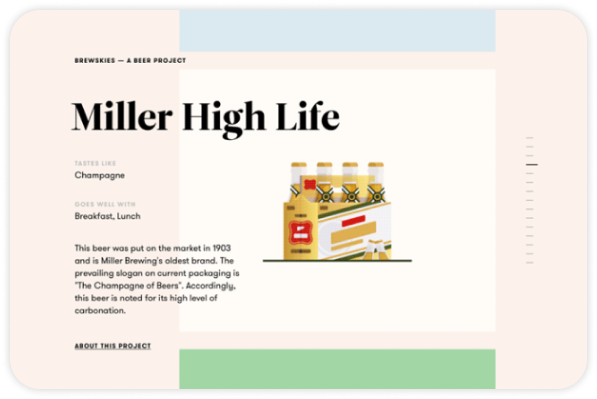 BREWSKIES — A BEER PROJECT
Miller High Life
TASTES LIKE
Champagne
GOES WELL WITH
Breakfast, Lunch
This beer was put on the market in 1903
and is Miller Brewing's oldest brand. The
prevailing slogan on current packaging is
"The Champagne of Beers". Accordingly,
this beer is noted for its high level of
carbonation.
ABOUT THIS PROJECT